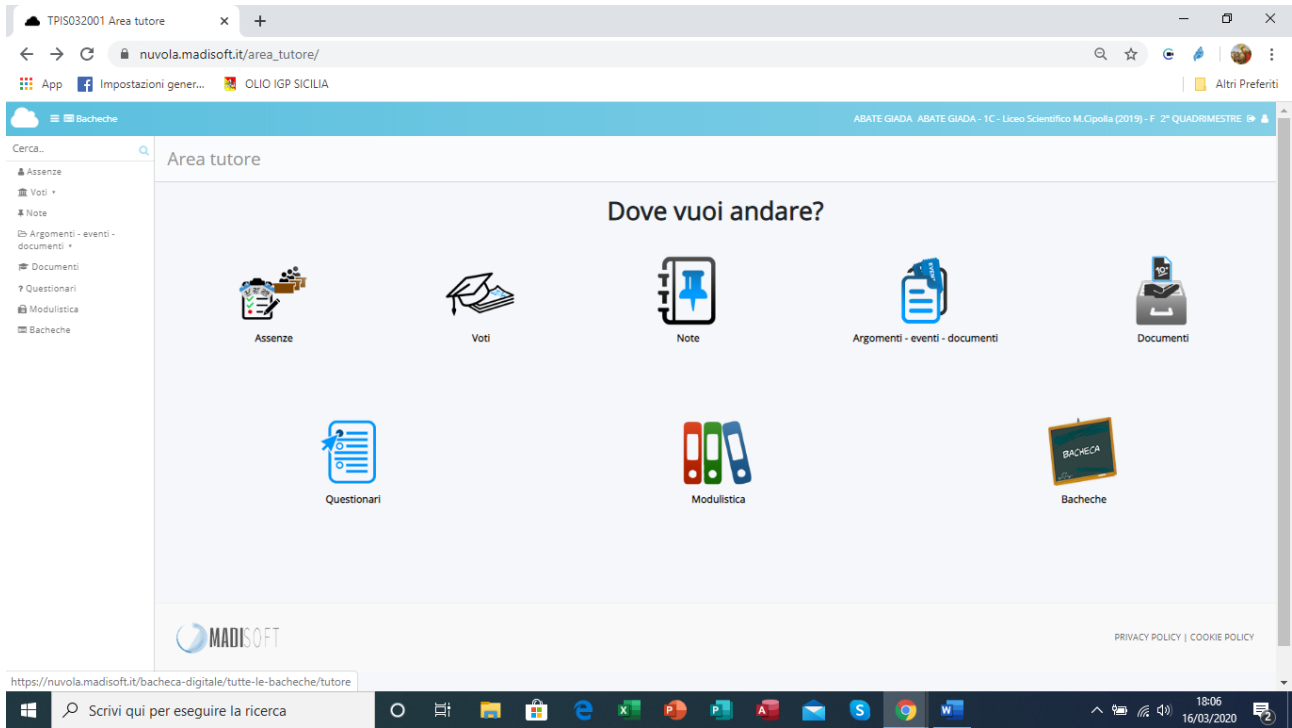 TPIS032001 Area tutore
nuvola.madisoft.it/area_tutore/
App
Impostazioni gener...
OLIO IGP SICILIA
Altri Preferiti
Bacheche
ABATE GIADA ABATE GIADA - 1C - Liceo Scientifico M.Cipolla (2019) - F 2° QUADRIMESTRE
Cerca..
Assenze
Voti
Note
Argomenti - eventi -
documenti
Documenti
? Questionari
Modulistica
Bacheche
Area tutore
Dove vuoi andare?
EVENT
Assenze
Voti
Note
Argomenti - eventi - documenti
Documenti
BACHECA
Questionari
Modulistica
Bacheche
MADISOFT
PRIVACY POLICY | COOKIE POLICY
https://nuvola.madisoft.it/bacheca-digitale/tutte-le-bacheche/tutore
Scrivi qui per eseguire la ricerca
18:06
16/03/2020
2